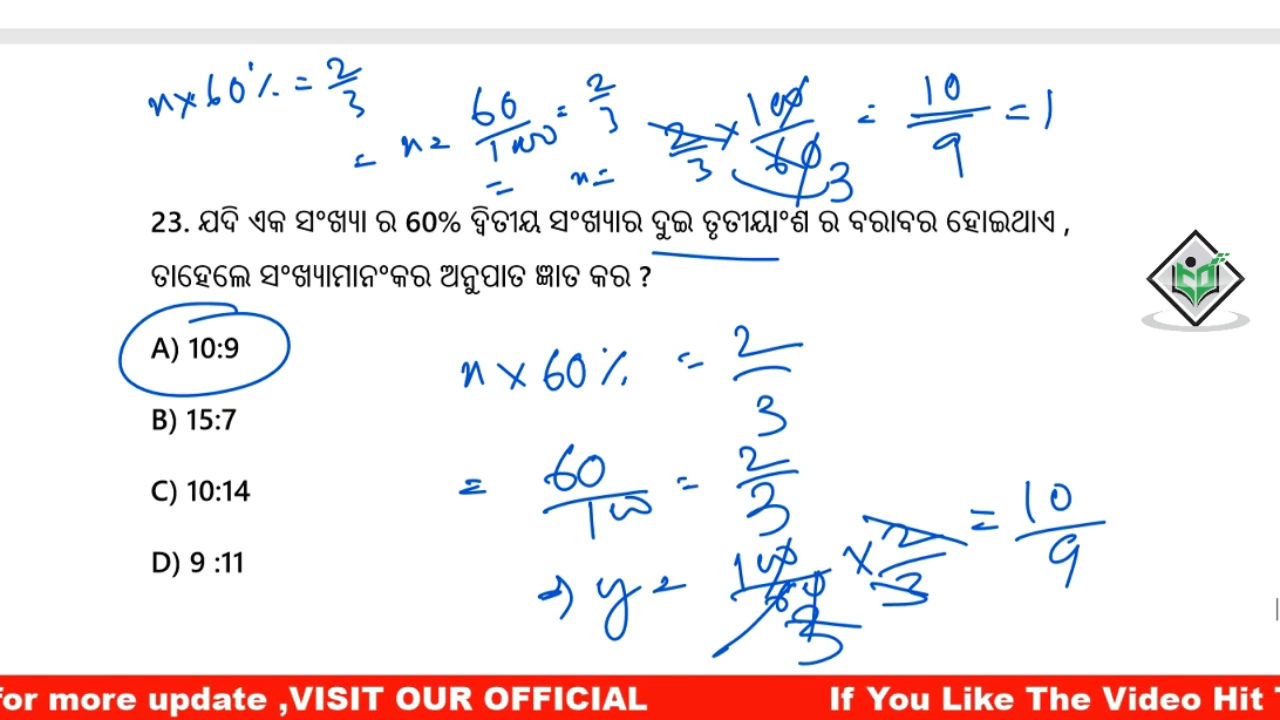 n × 60% = 2/3
= n = 60/100 = 2/3
= n = 2/3 × 100/60 3 = 10/9 = 1
23. ଯଦି ଏକ ସଂଖ୍ୟା ର 60% ଦ୍ୱିତୀୟ ସଂଖ୍ୟାର ଦୁଇ ତୃତୀୟାଂଶ ର ବରାବର ହୋଇଥାଏ ,
ତାହେଲେ ସଂଖ୍ୟାମାନଂକର ଅନୁପାତ ଜ୍ଞାତ କର ?
A) 10:9
B) 15:7
C) 10:14
D) 9 :11
n × 60% = 2/3
= 60/100 = 2/3
⇒ y = 100/60 3 × 2/3 = 10/9
for more update ,VISIT OUR OFFICIAL If You Like The Video Hit